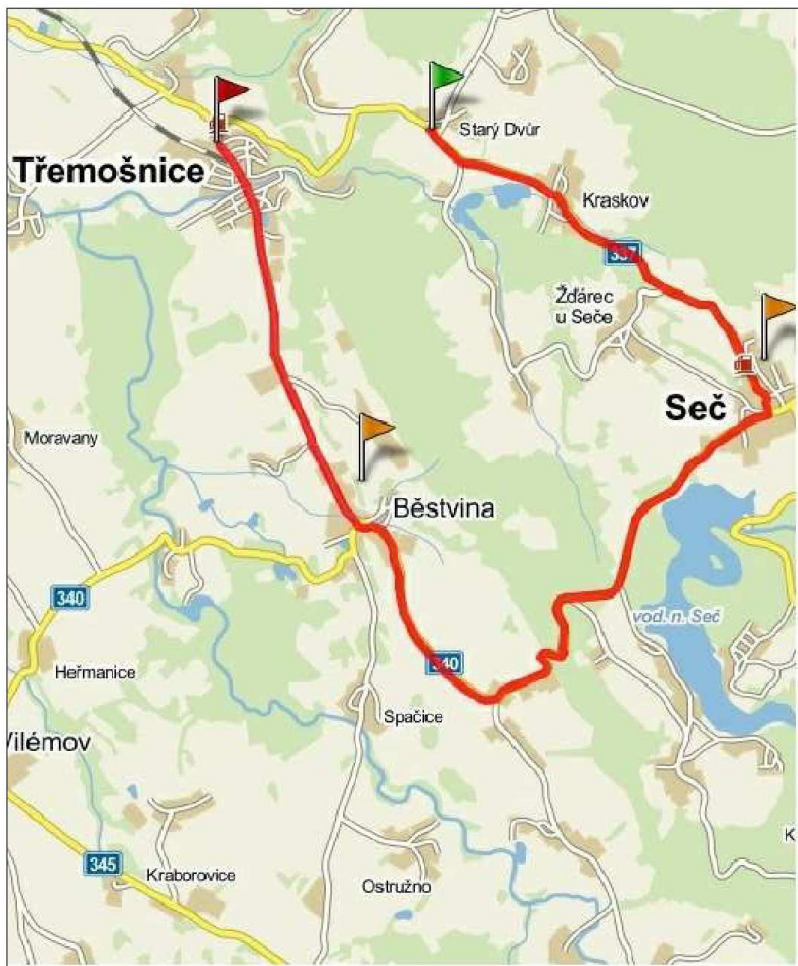 Starý Dvůr
Třemošnice
Kraskov
337
Žďárec
u Seče
Seč
Moravany
Běstvina
340
vod. n. Seč
340
Heřmanice
Spačice
Vilémov
345
Kraborovice
Ostružno
K